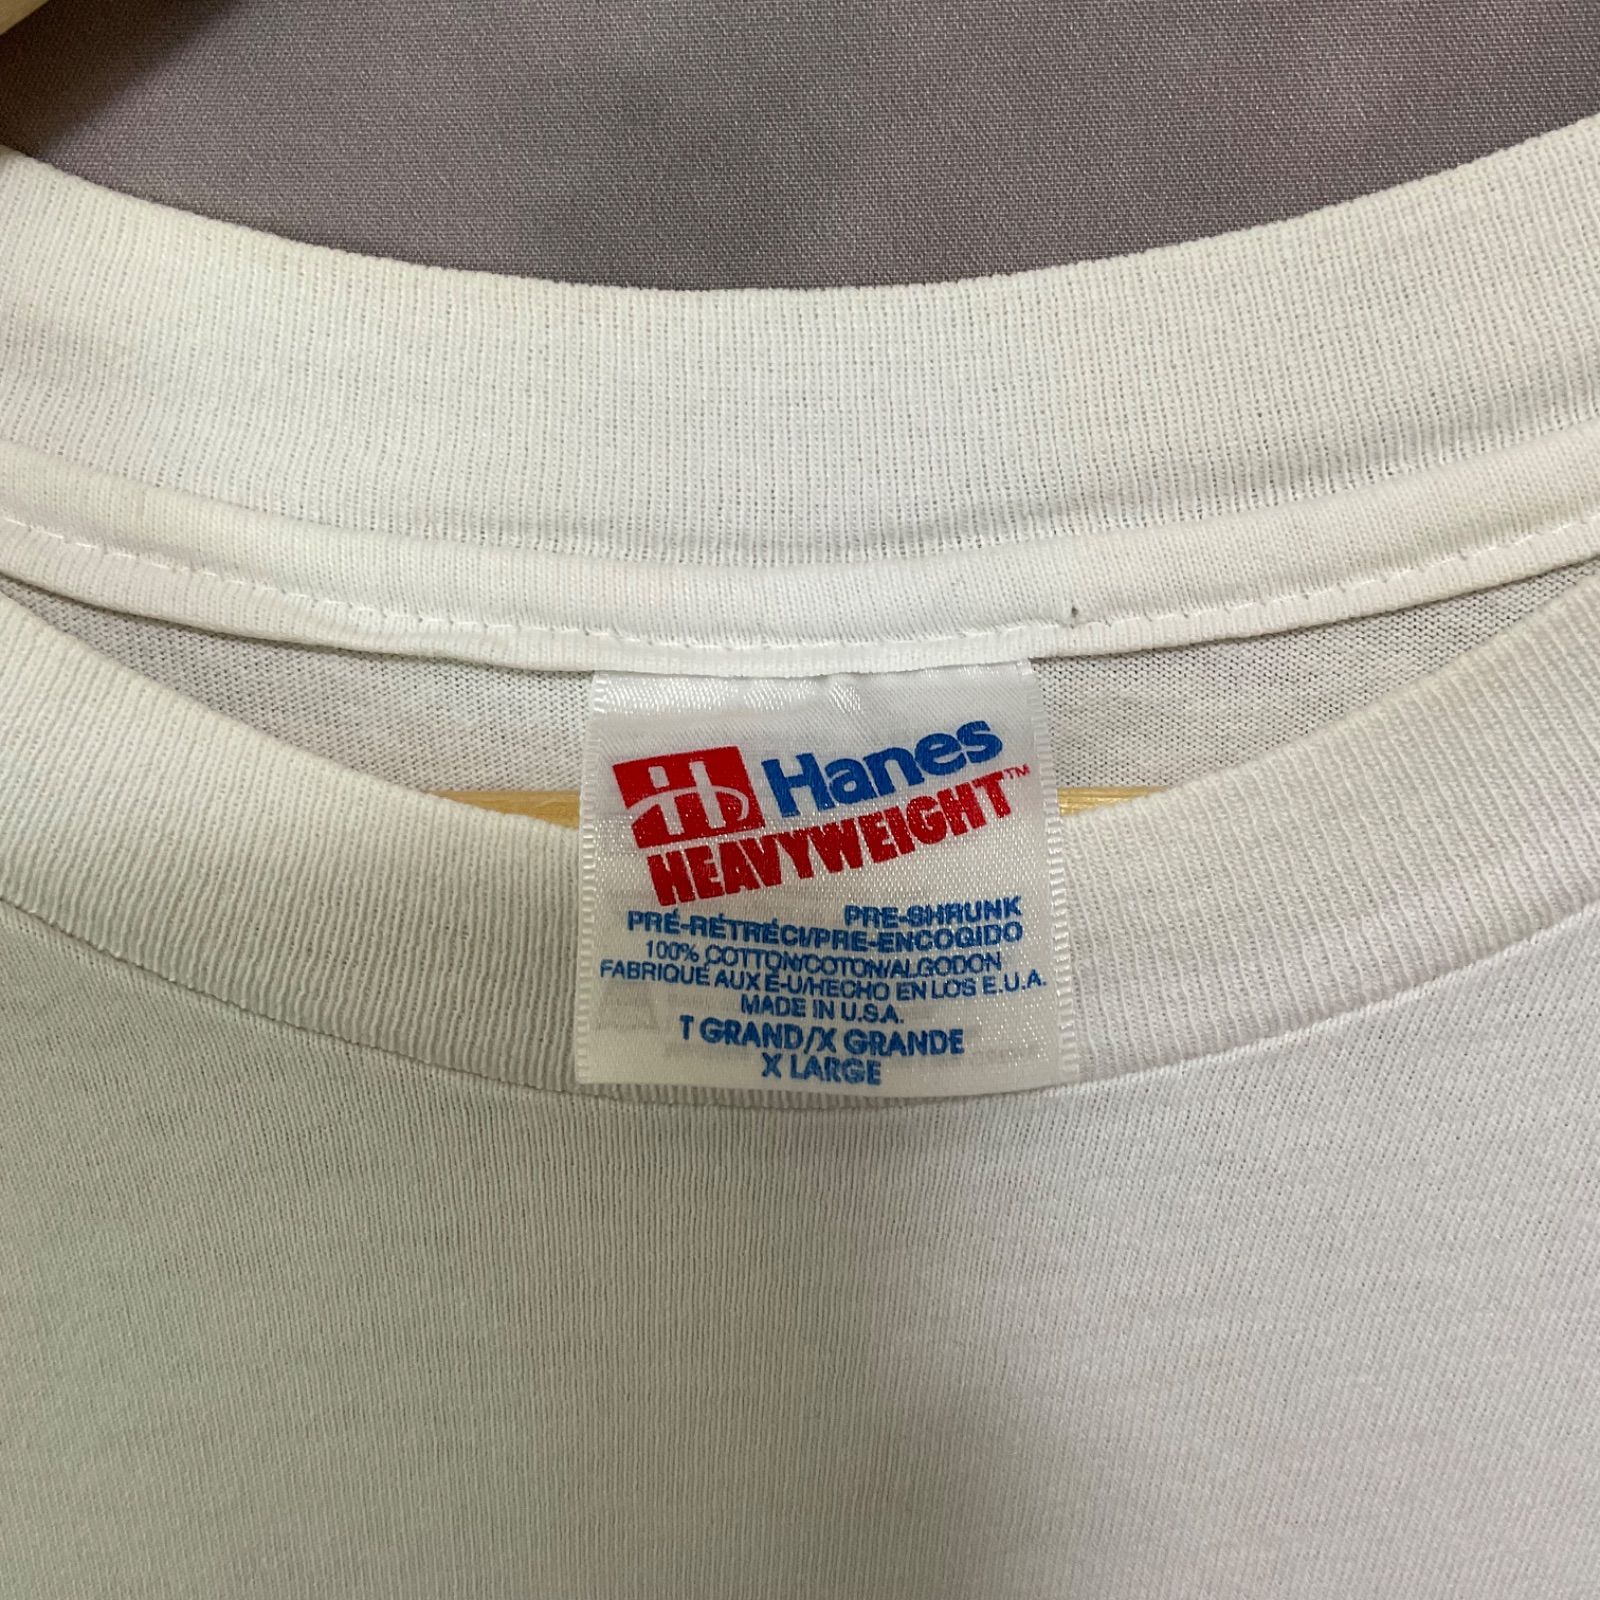 Hanes
HEAVYWEIGHT™
PRE-SHRUNK
PRÉ-RÉTRÉCI/PRE-ENCOGIDO
100% COTTON/COTON/ALGODON
FABRIQUÉ AUX É-U/HECHO EN LOS E.U.A.
MADE IN U.S.A.
T GRAND/X GRANDE
X LARGE